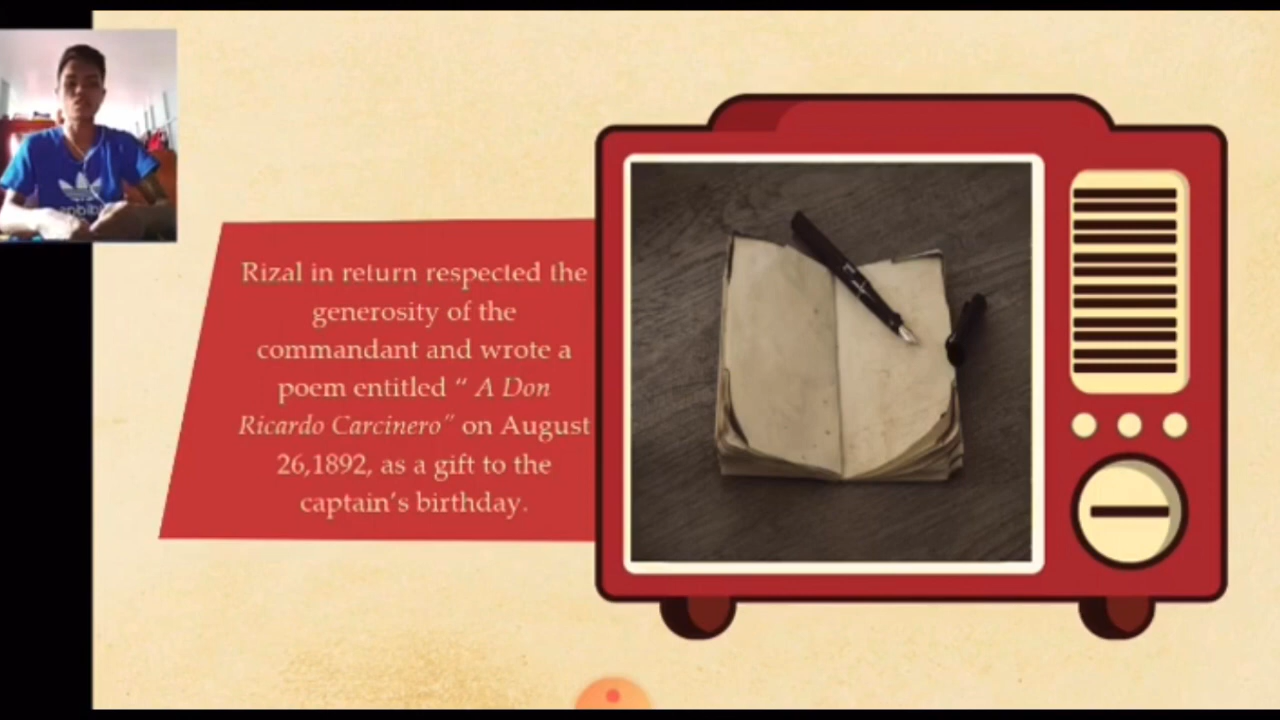 Rizal in return respected the
generosity of the
commandant and wrote a
poem entitled “ A Don
Ricardo Carcinero” on August
26,1892, as a gift to the
captain’s birthday.